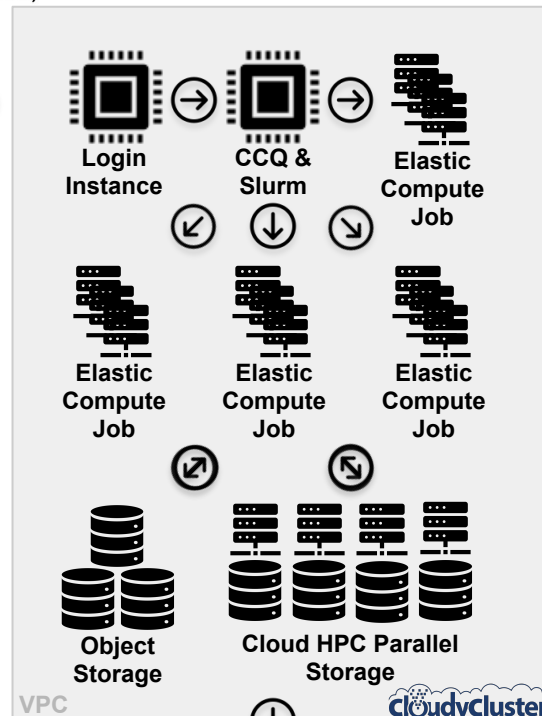 Login
Instance
CCQ &
Slurm
Elastic
Compute
Job
Elastic
Compute
Job
Elastic
Compute
Job
Elastic
Compute
Job
Object
Storage
Cloud HPC Parallel
Storage
VPC
CloudyCluster